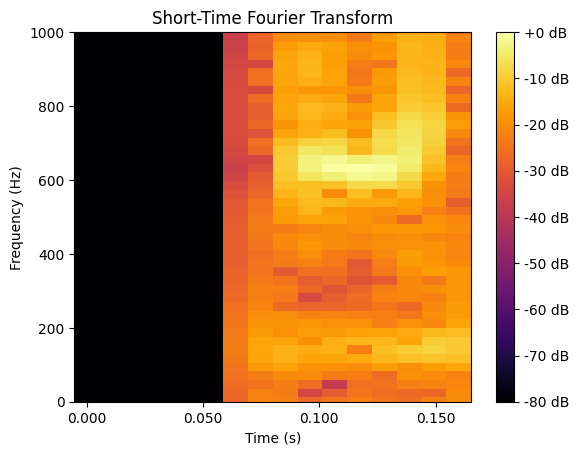 Short-Time Fourier Transform
1000
800
600
400
200
0
Frequency (Hz)
0.000
0.050
0.100
0.150
Time (s)
+0 dB
-10 dB
-20 dB
-30 dB
-40 dB
-50 dB
-60 dB
-70 dB
-80 dB